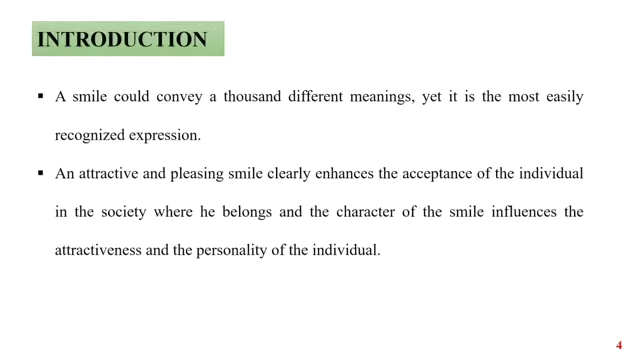 INTRODUCTION
▪ A smile could convey a thousand different meanings, yet it is the most easily
recognized expression.
▪ An attractive and pleasing smile clearly enhances the acceptance of the individual
in the society where he belongs and the character of the smile influences the
attractiveness and the personality of the individual.
4